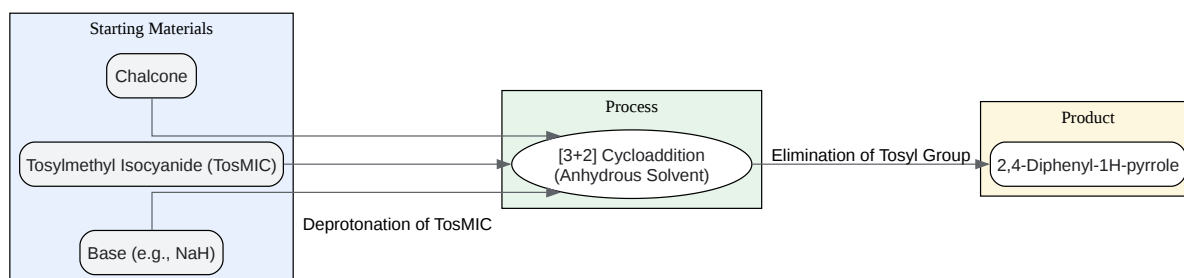 Starting Materials
Chalcone
Tosylmethyl Isocyanide (TosMIC)
Base (e.g., NaH)
Deprotonation of TosMIC
Process
[3+2] Cycloaddition
(Anhydrous Solvent)
Elimination of Tosyl Group
Product
2,4-Diphenyl-1H-pyrrole